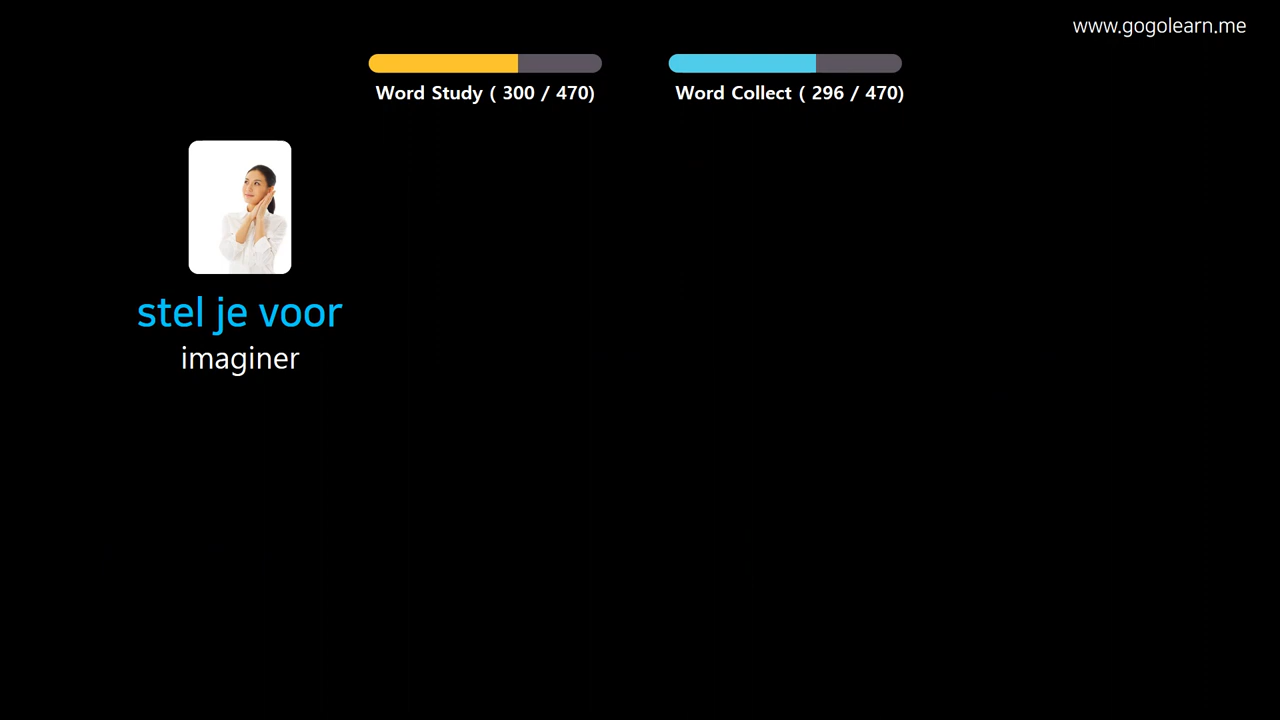 www.gogolearn.me
Word Study ( 300 / 470)
Word Collect ( 296 / 470)
stel je voor
imaginer